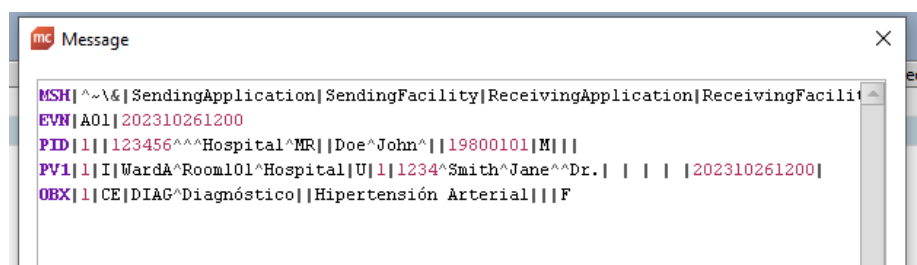 mc Message
MSH|^~\&|SendingApplication|SendingFacility|ReceivingApplication|ReceivingFacilit
EVN|A01|202310261200
PID|1||123456^^^Hospital^MR||Doe^John^||19800101|M|||
PV1|1|I|WardA^Room101^Hospital|U|1|1234^Smith^Jane^^Dr.| | | | | |202310261200|
OBX|1|CE|DIAG^Diagnóstico||Hipertensión Arterial|||F